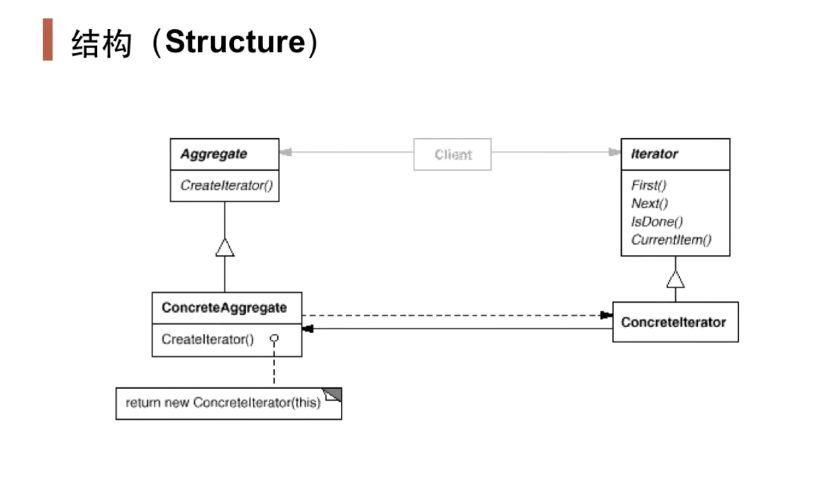 结构（Structure）
Aggregate
CreateIterator()
Client
Iterator
First()
Next()
IsDone()
CurrentItem()
ConcreteAggregate
CreateIterator()
ConcreteIterator
return new ConcreteIterator(this)